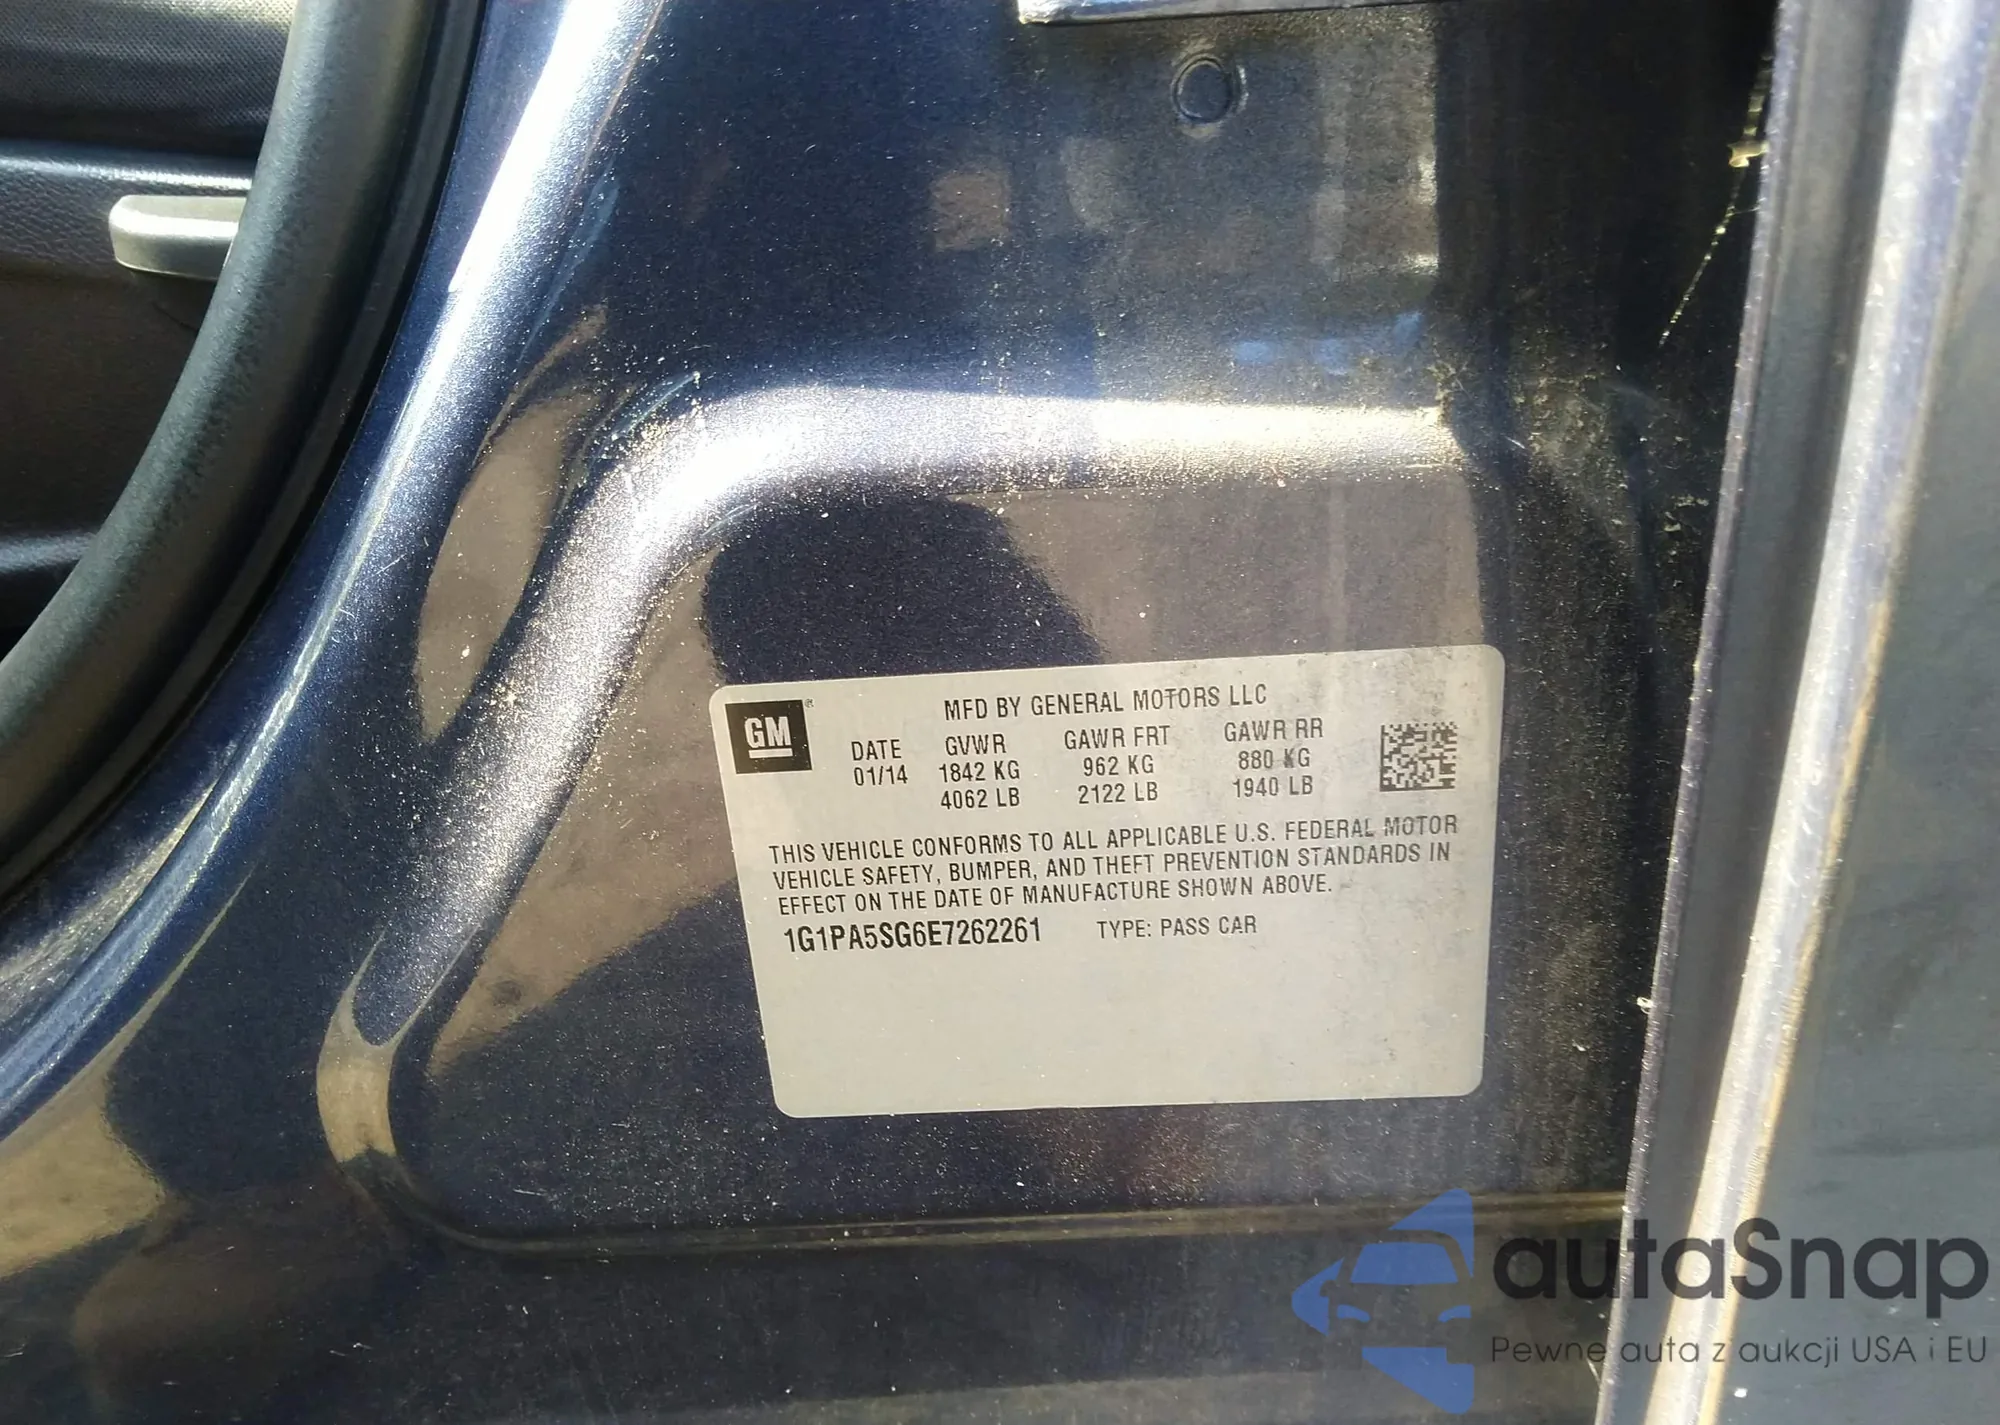 GM ®
MFD BY GENERAL MOTORS LLC
DATE GVWR GAWR FRT GAWR RR
01/14 1842 KG 962 KG 880 KG
4062 LB 2122 LB 1940 LB
THIS VEHICLE CONFORMS TO ALL APPLICABLE U.S. FEDERAL MOTOR
VEHICLE SAFETY, BUMPER, AND THEFT PREVENTION STANDARDS IN
EFFECT ON THE DATE OF MANUFACTURE SHOWN ABOVE.
1G1PA5SG6E7262261 TYPE: PASS CAR
autaSnap
Pewne auta z aukcji USA i EU